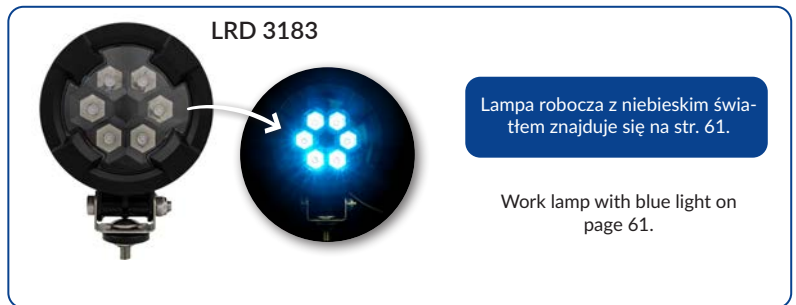 LRD 3183
Lampa robocza z niebieskim świa-
tłem znajduje się na str. 61.
Work lamp with blue light on
page 61.